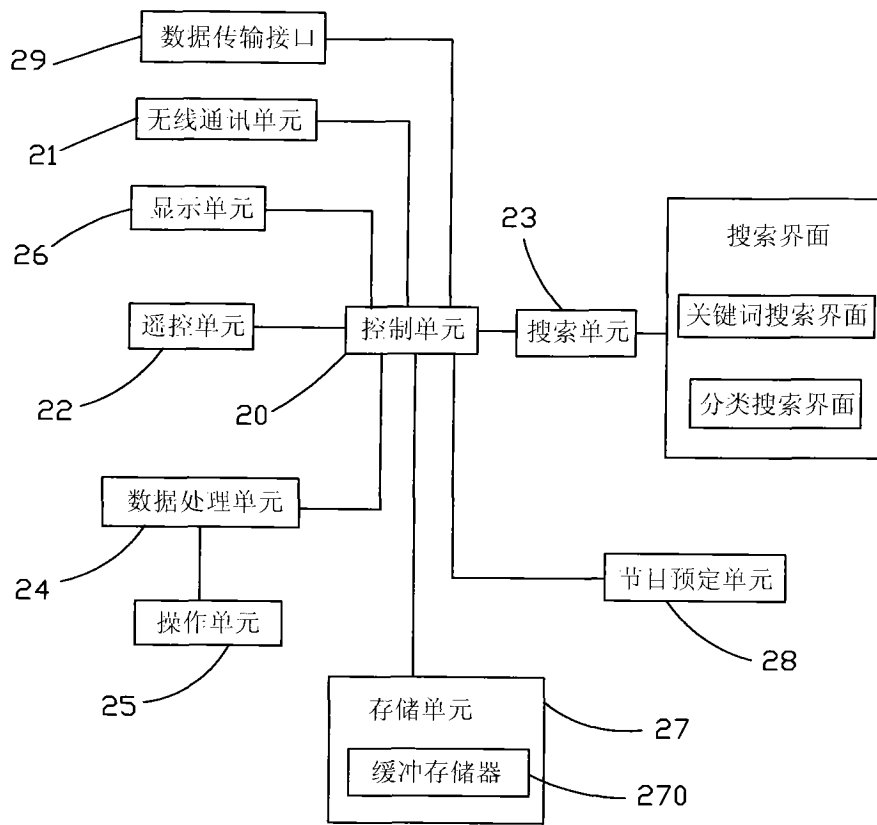 29
数据传输接口
21
无线通讯单元
26
显示单元
23
搜索界面
关键词搜索界面
分类搜索界面
22
遥控单元
20
控制单元
搜索单元
24
数据处理单元
25
操作单元
节目预定单元
28
存储单元
27
缓冲存储器
270